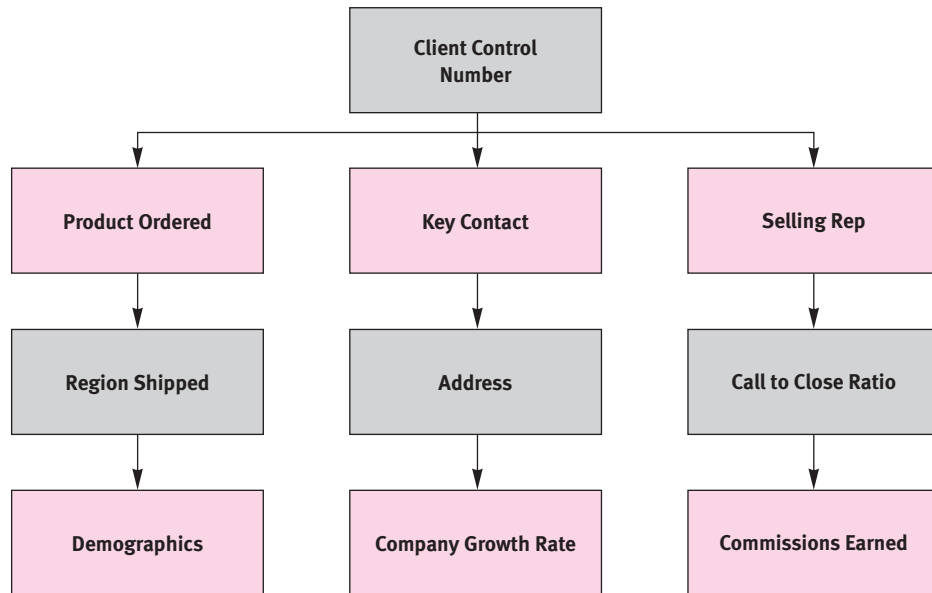 Client Control
Number
Product Ordered
Key Contact
Selling Rep
Region Shipped
Address
Call to Close Ratio
Demographics
Company Growth Rate
Commissions Earned